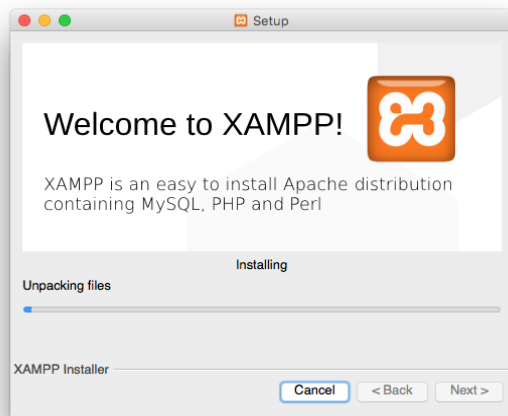 Setup
Welcome to XAMPP!
XAMPP is an easy to install Apache distribution
containing MySQL, PHP and Perl
Installing
Unpacking files
XAMPP Installer
Cancel
< Back
Next >